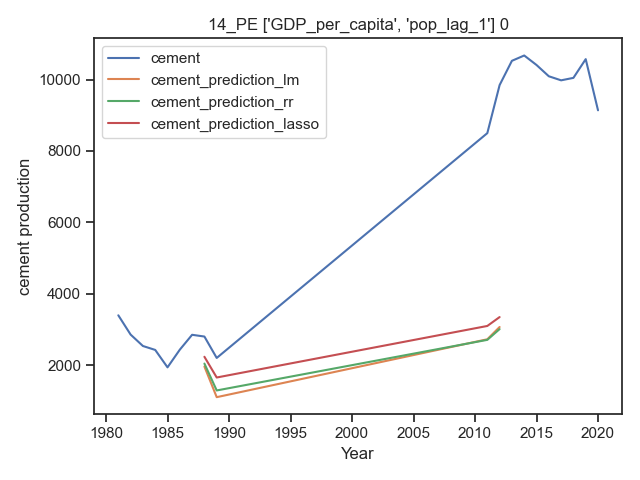 14_PE ['GDP_per_capita', 'pop_lag_1'] 0
cement
cement_prediction_lm
cement_prediction_rr
cement_prediction_lasso
10000
8000
6000
4000
2000
cement production
1980 1985 1990 1995 2000 2005 2010 2015 2020
Year